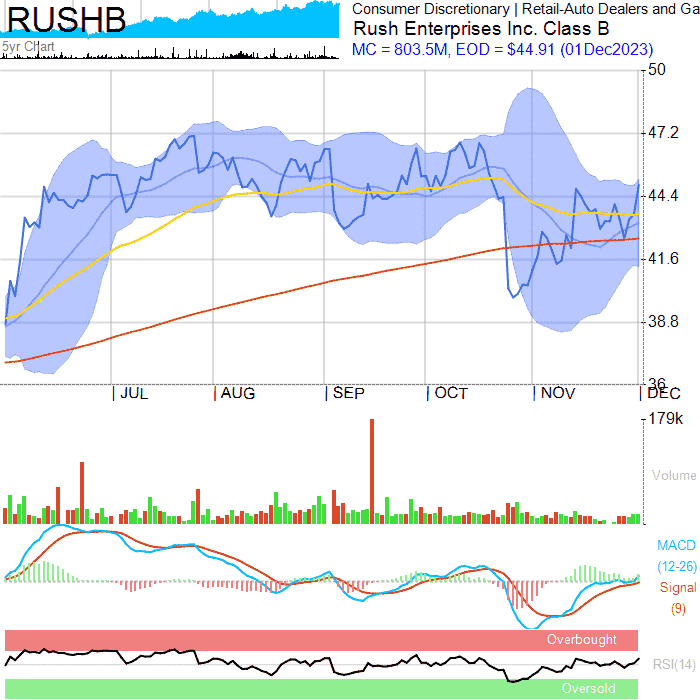 RUSHB
5yr Chart
Consumer Discretionary | Retail-Auto Dealers and Ga
Rush Enterprises Inc. Class B
MC = 803.5M, EOD = $44.91 (01Dec2023)
50
47.2
44.4
41.6
38.8
36
JUL AUG SEP OCT NOV DEC
179k
Volume
MACD
(12-26)
Signal
(9)
Overbought
RSI(14)
Oversold